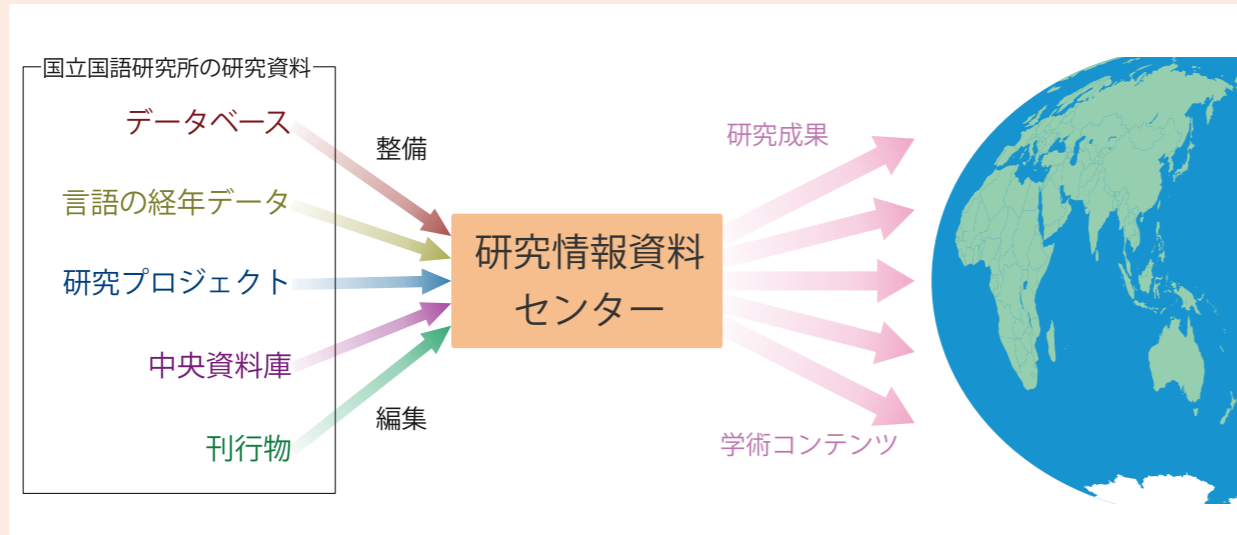 国立国語研究所の研究資料
データベース
言語の経年データ
研究プロジェクト
中央資料庫
刊行物
整備
編集
研究情報資料
センター
研究成果
学術コンテンツ